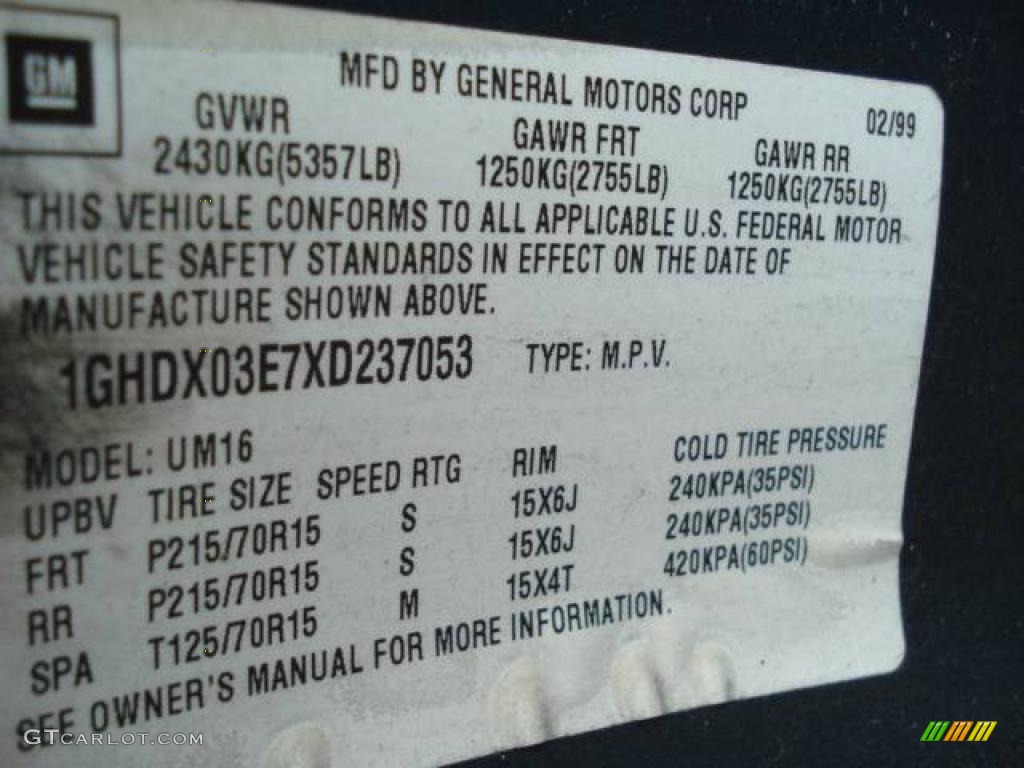 GM
MFD BY GENERAL MOTORS CORP
02/99
GVWR GAWR FRT GAWR RR
2430KG(5357LB) 1250KG(2755LB) 1250KG(2755LB)
THIS VEHICLE CONFORMS TO ALL APPLICABLE U.S. FEDERAL MOTOR
VEHICLE SAFETY STANDARDS IN EFFECT ON THE DATE OF
MANUFACTURE SHOWN ABOVE.
1GHDX03E7XD237053 TYPE: M.P.V.
MODEL: UM16
UPBV TIRE SIZE SPEED RTG RIM COLD TIRE PRESSURE
FRT P215/70R15 S 15X6J 240KPA(35PSI)
RR P215/70R15 S 15X6J 240KPA(35PSI)
SPA T125/70R15 M 15X4T 420KPA(60PSI)
SEE OWNER'S MANUAL FOR MORE INFORMATION.
GTCARLOT.COM